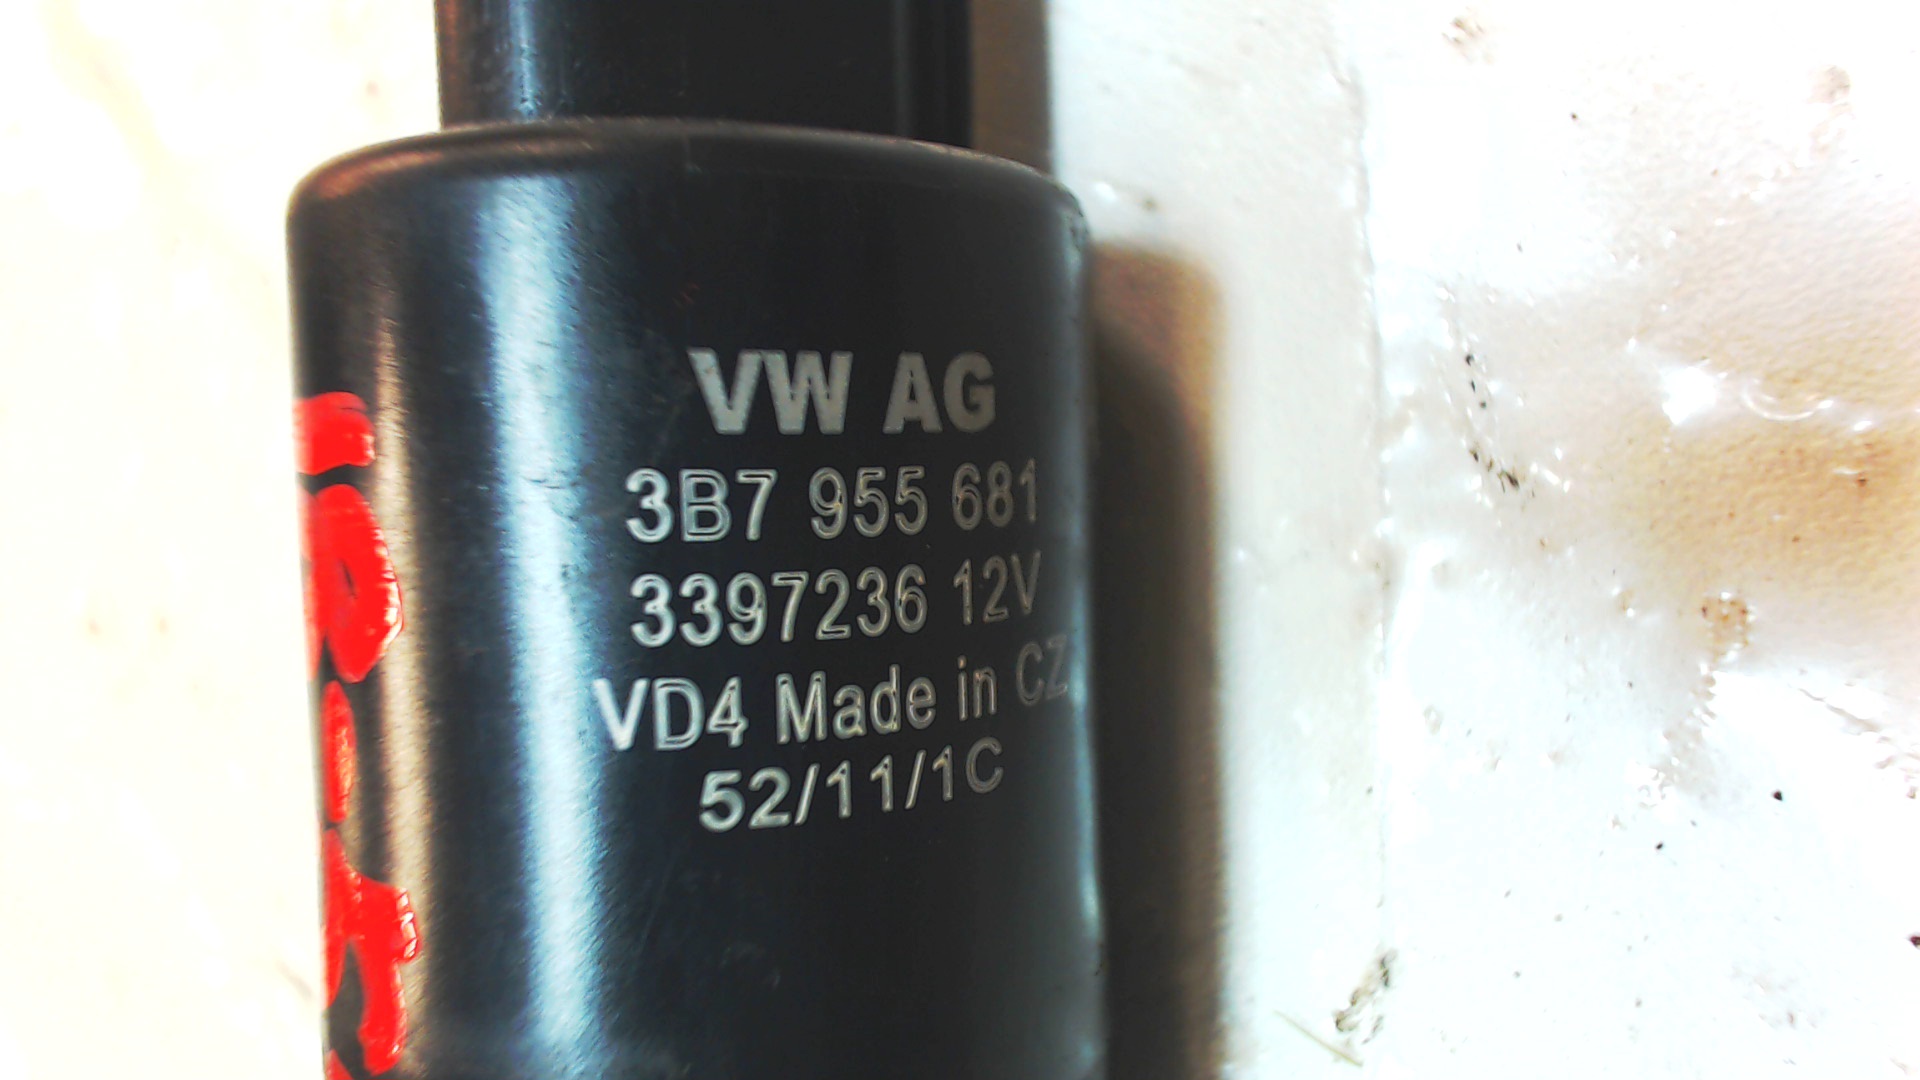 VW AG
3B7 955 681
3397236 12V
VD4 Made in CZ
52/11/1C